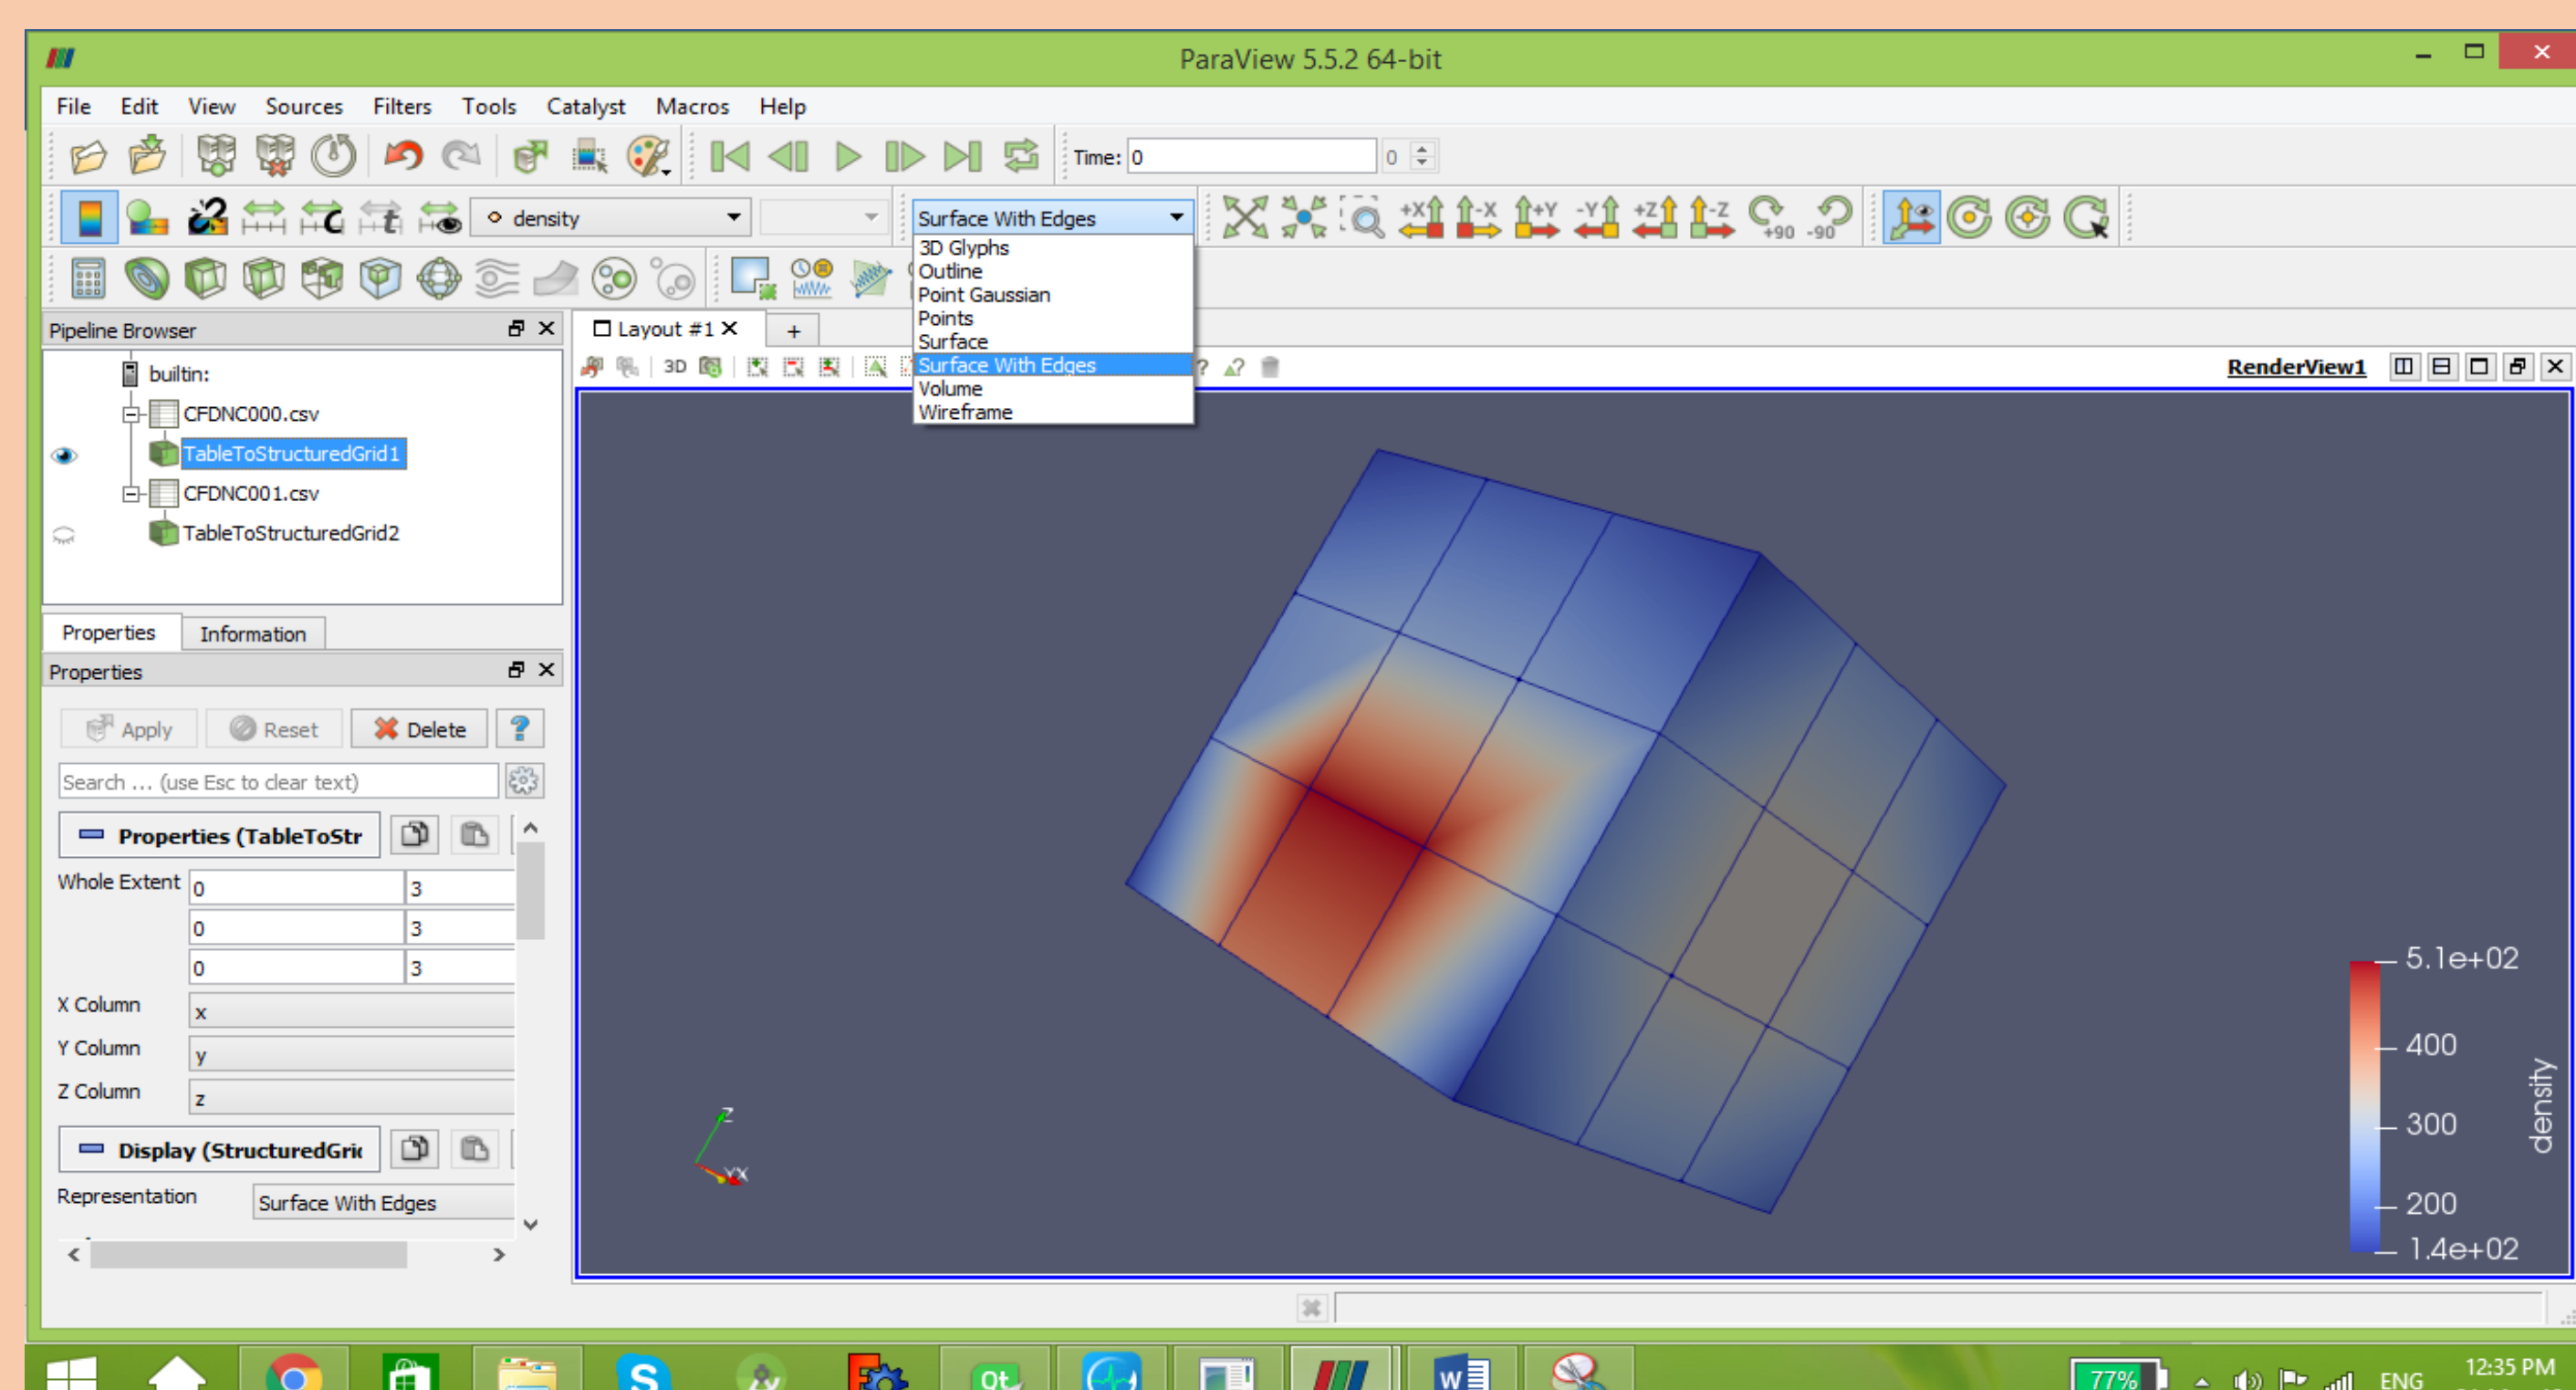 ParaView 5.5.2 64-bit
File Edit View Sources Filters Tools Catalyst Macros Help
Time: 0 0
density Surface With Edges +X -X +Y -Y +Z -Z +90 -90
3D Glyphs
Outline
Point Gaussian
Points
Surface
Surface With Edges
Volume
Wireframe
Pipeline Browser
Layout #1 +
3D
RenderView1
builtin:
CFDNC000.csv
TableToStructuredGrid1
CFDNC001.csv
TableToStructuredGrid2
Properties Information
Properties
Apply Reset Delete ?
Search ... (use Esc to clear text)
Properties (TableToStr
Whole Extent 0 3
0 3
0 3
X Column x
Y Column y
Z Column z
Display (StructuredGri
Representation Surface With Edges
Z
YX
5.1e+02
400
300
200
1.4e+02
density
S Qt W 77% ENG 12:35 PM